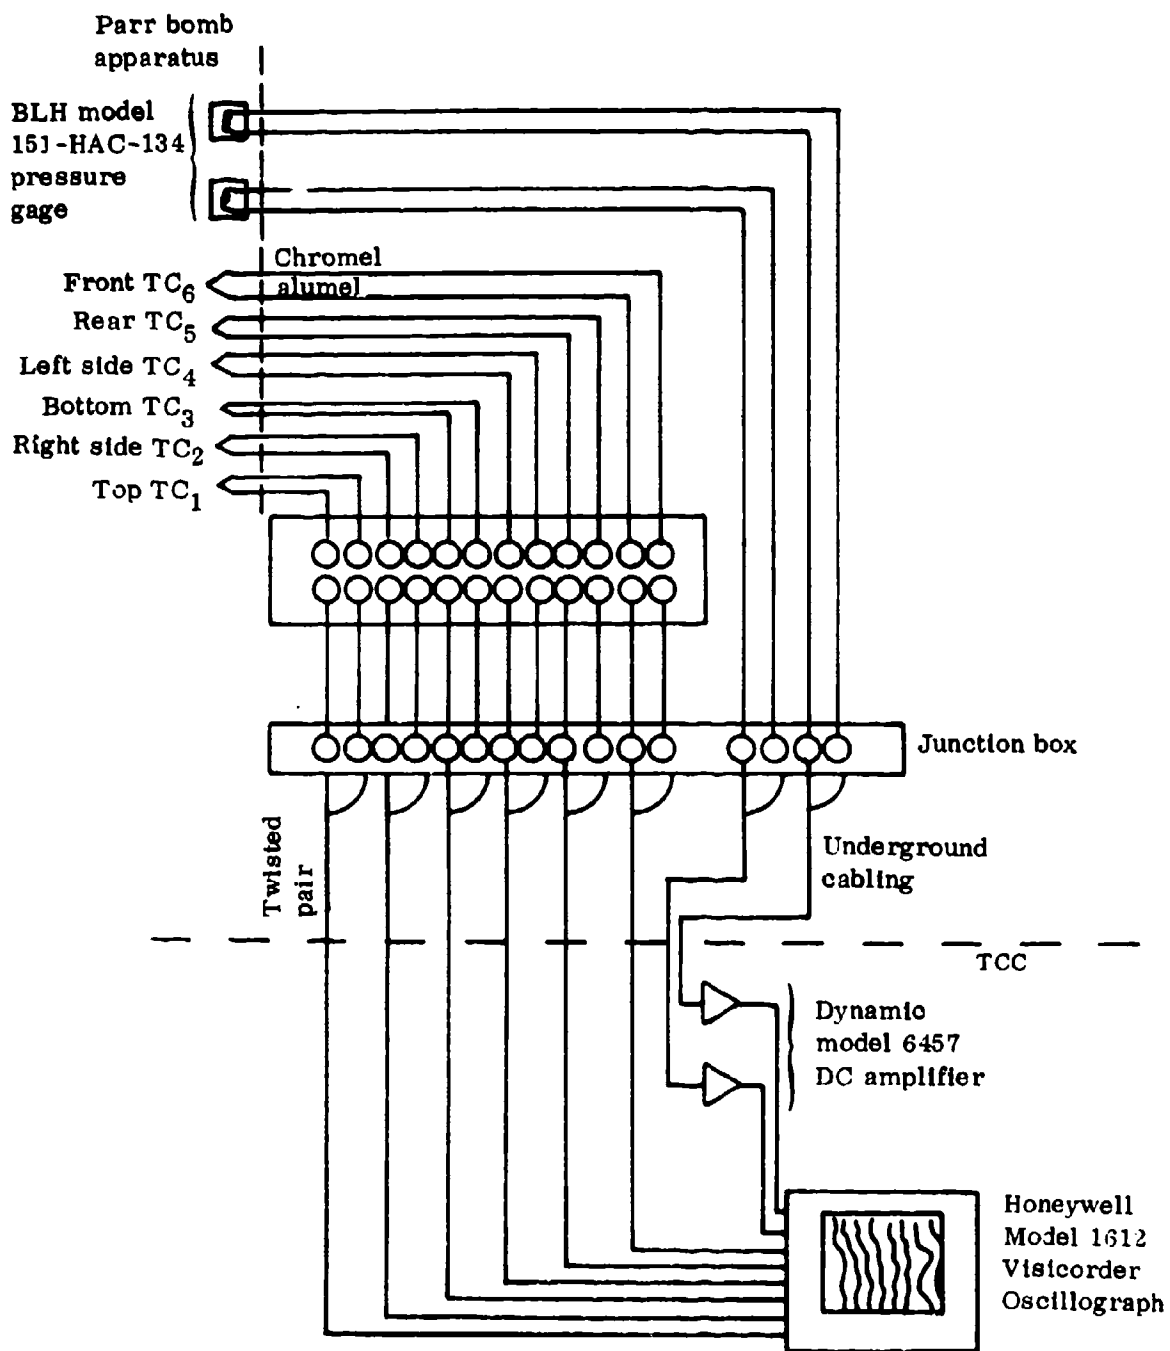 Parr bomb
apparatus
BLH model
151-HAC-134
pressure
gage
Chromel
alumel
Front TC6
Rear TC5
Left side TC4
Bottom TC3
Right side TC2
Top TC1
Junction box
Twisted
pair
Underground
cabling
TCC
Dynamic
model 6457
DC amplifier
Honeywell
Model 1612
Visicorder
Oscillograph